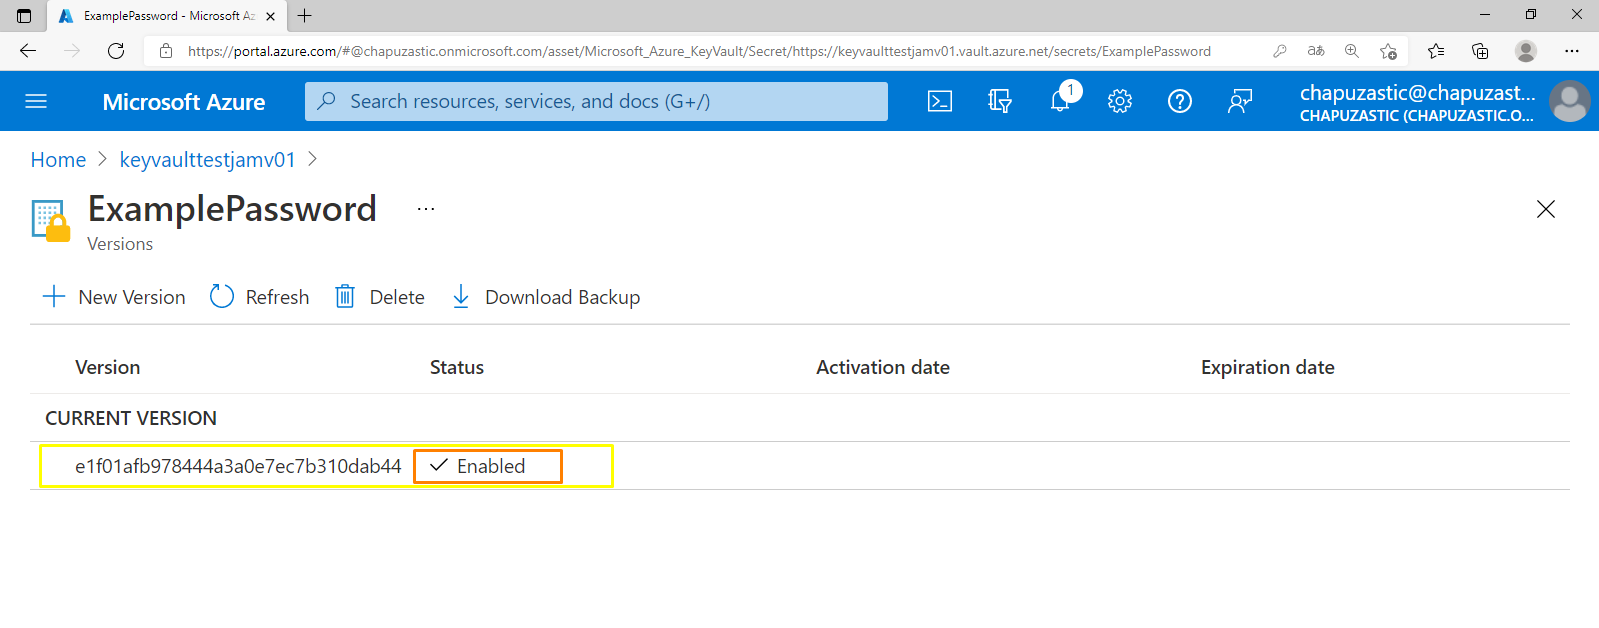 ExamplePassword - Microsoft Az
https://portal.azure.com/#@chapuzastic.onmicrosoft.com/asset/Microsoft_Azure_KeyVault/Secret/https://keyvaulttestjamv01.vault.azure.net/secrets/ExamplePassword
aあ
Microsoft Azure
Search resources, services, and docs (G+/)
1
chapuzastic@chapuzast...
CHAPUZASTIC (CHAPUZASTIC.O...
Home > keyvaulttestjamv01 >
ExamplePassword ...
Versions
New Version Refresh Delete Download Backup
Version Status Activation date Expiration date
CURRENT VERSION
e1f01afb978444a3a0e7ec7b310dab44 ✓ Enabled